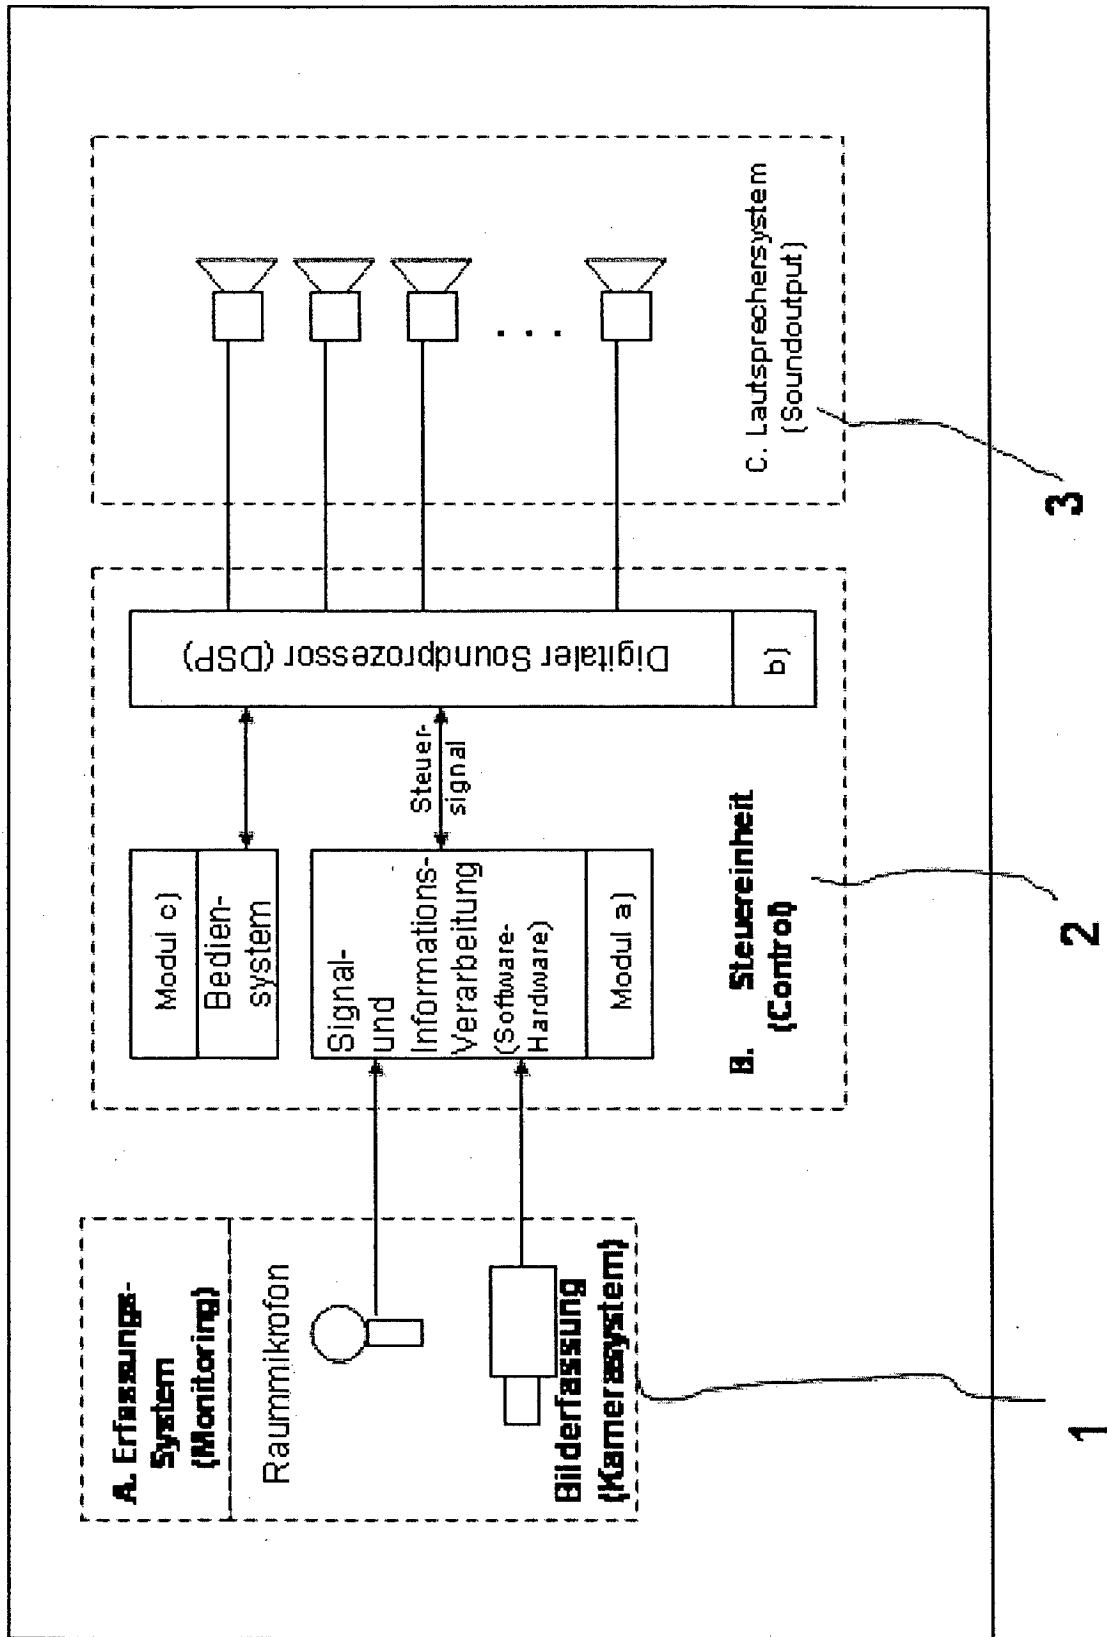 A. Erfassungs-
System
(Monitoring)
Raummikrofon
Bilderfassung
(Kamerasystem)
Modul c)
Bedien-
system
Signal-
und
Informations-
Verarbeitung
(Software-
Hardware)
Modul a)
B. Steuereinheit
(Control)
Steuer-
signal
Digitaler Soundprozessor (DSP)
b)
C. Lautsprechersystem
(Soundoutput)
. . .
1
2
3